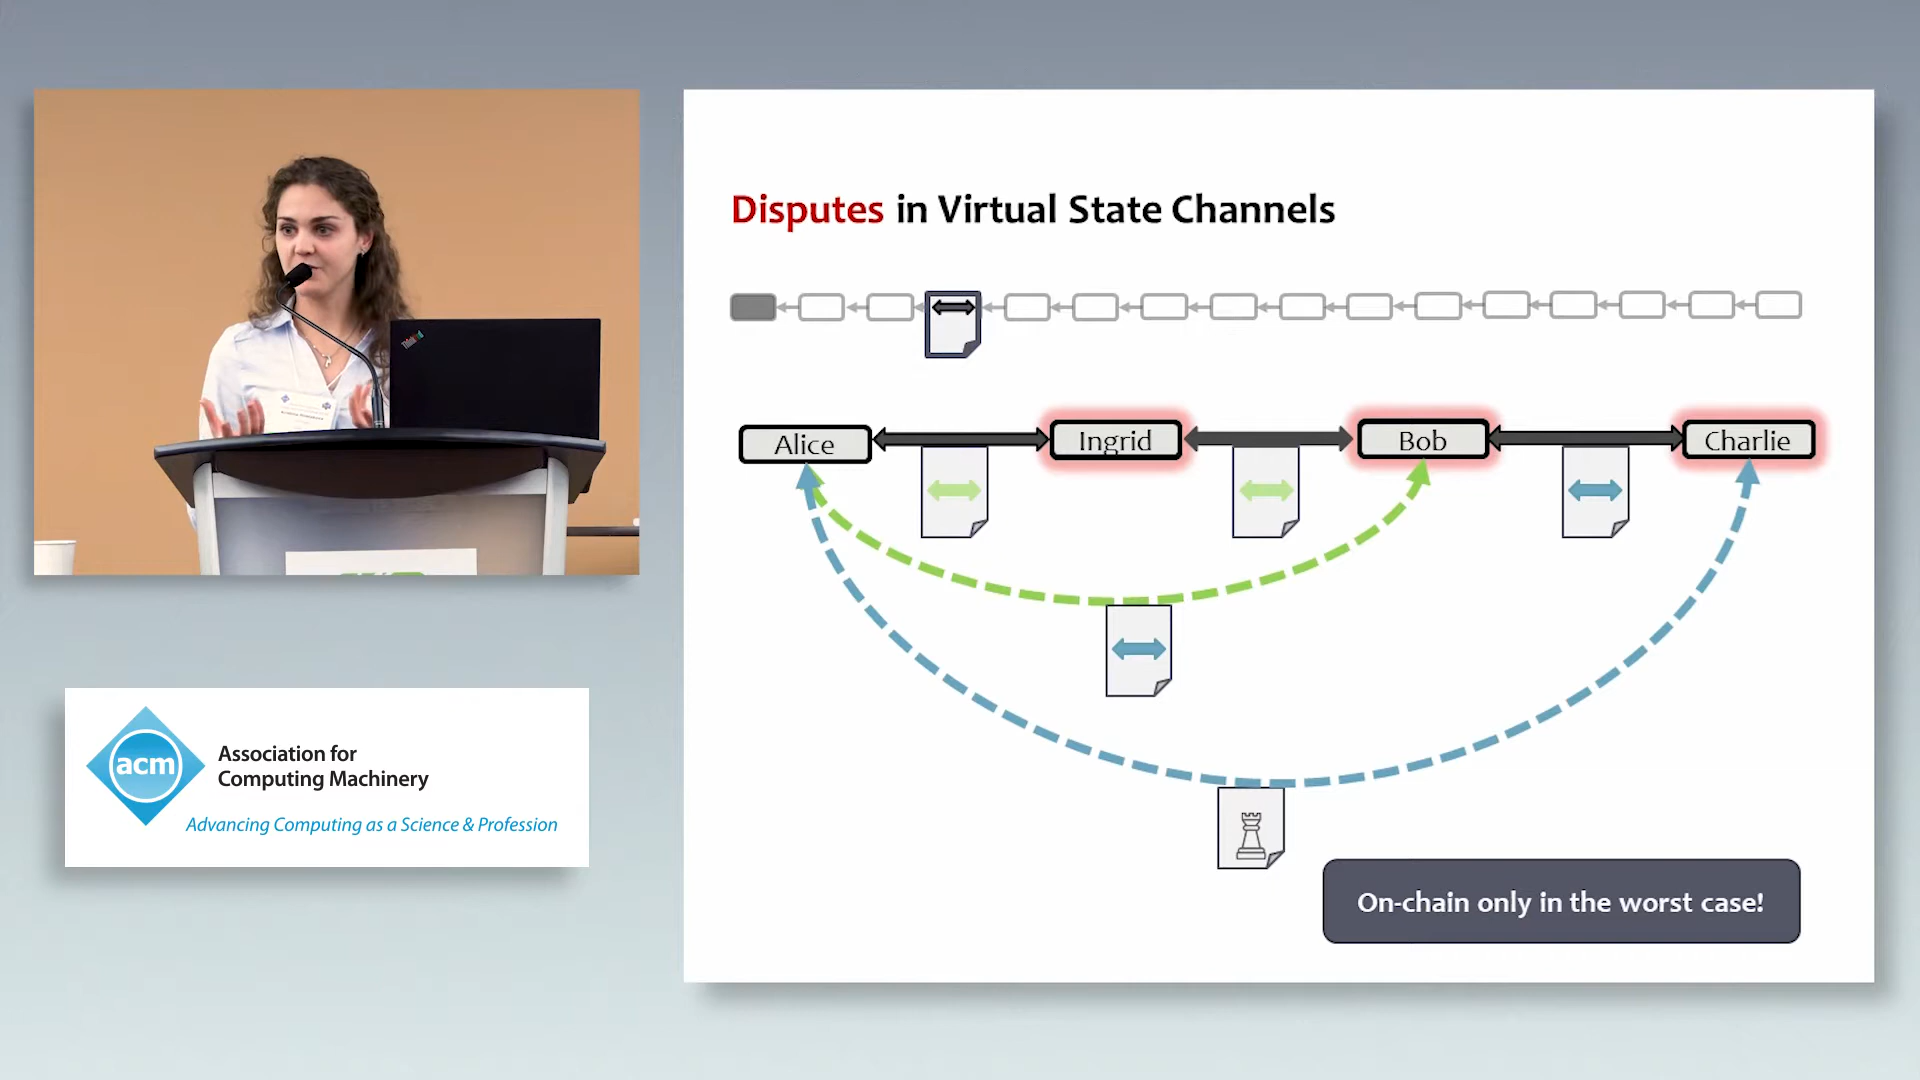 Disputes in Virtual State Channels
Alice
Ingrid
Bob
Charlie
On-chain only in the worst case!
acm
Association for
Computing Machinery
Advancing Computing as a Science & Profession